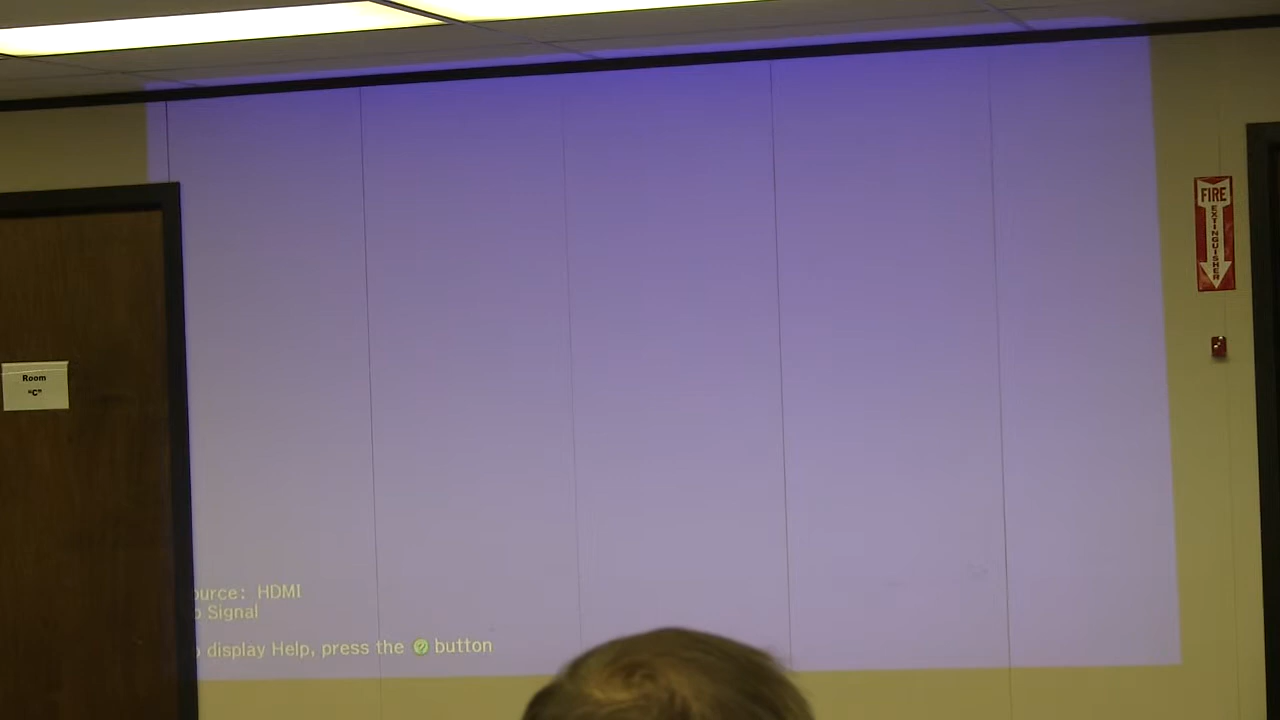 FIRE
EXTINGUISHER
Room
"C"
ource: HDMI
o Signal
o display Help, press the ? button